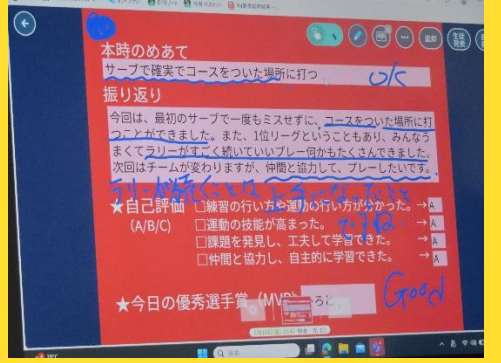 本時のめあて
サーブで確実でコースをついた場所に打つ
O/K
振り返り
今回は、最初のサーブで一度もミスせずに、コースをついた場所に打
つことができました。また、1位リーグということもあり、みんなう
まくてラリーがすごく続いていいプレー何かもたくさんできました。
次回はチームが変わりますが、仲間と協力して、プレーしたいです。
ラリーが続くことは上手になったこと
だよね
★自己評価 □練習の行い方や運動の行い方が分かった。→A
(A/B/C) □運動の技能が高まった。→A
□課題を発見し、工夫して学習できた。→A
□仲間と協力し、自主的に学習できた。→A
Good
★今日の優秀選手賞(MVP)